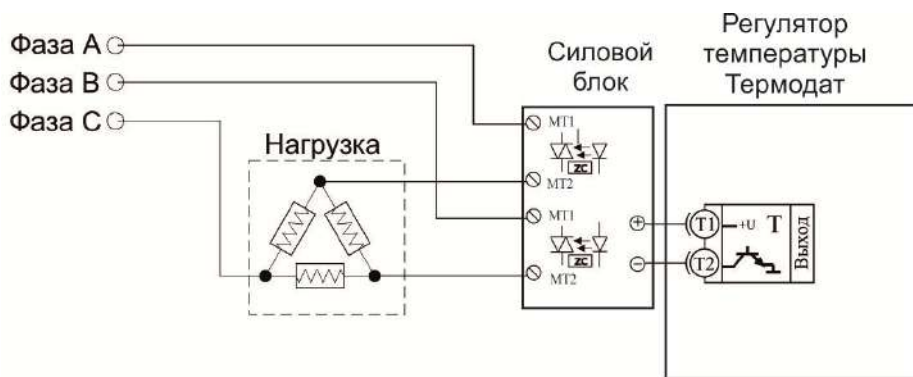 Регулятор
температуры
Термодат
Силовой
блок
Фаза А
Фаза В
Фаза С
Нагрузка
MT1
ZC
MT2
MT1
ZC
MT2
+
−
T1
T2
+U T
Выход